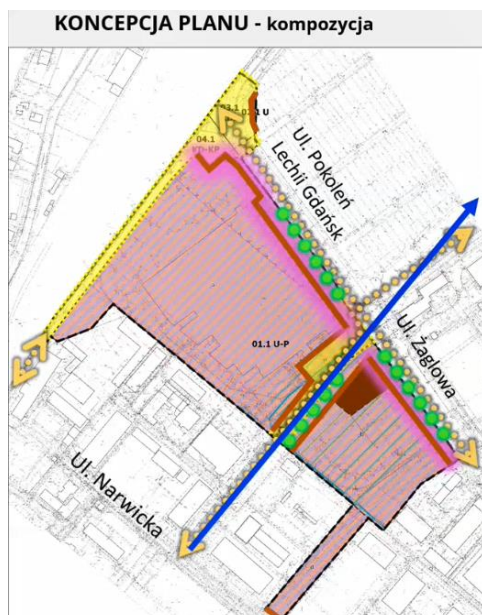 KONCEPCJA PLANU - kompozycja
04.1
Ul. Pokoleń
Lechii Gdańsk
Ul. Żaglowa
01.1 U-P
Ul. Narwicka